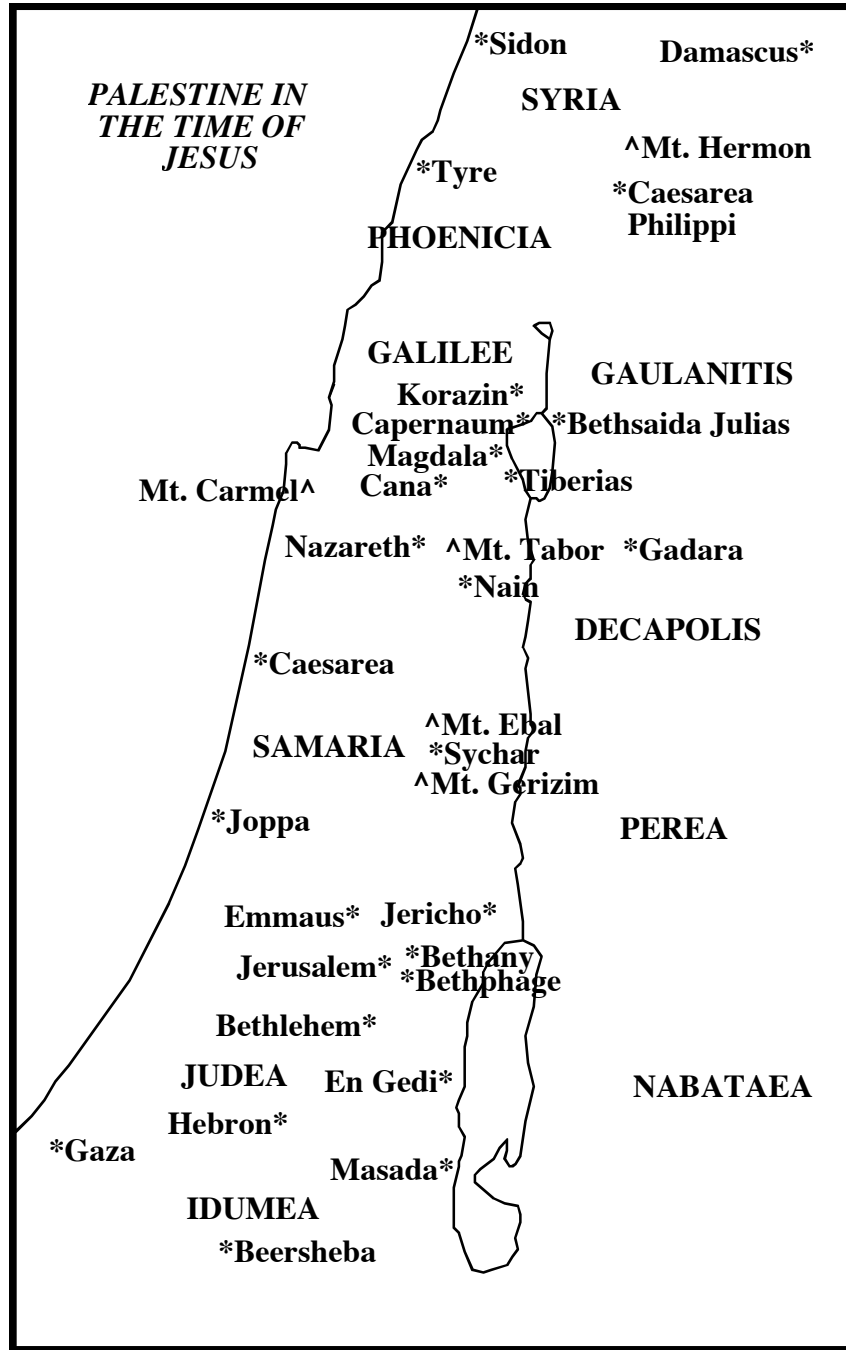 *Sidon
Damascus*
PALESTINE IN
THE TIME OF
JESUS
SYRIA
^Mt. Hermon
*Tyre
*Caesarea
Philippi
PHOENICIA
GALILEE
GAULANITIS
Korazin*
Capernaum*
*Bethsaida Julias
Magdala*
*Tiberias
Mt. Carmel^
Cana*
Nazareth*
^Mt. Tabor
*Gadara
*Nain
DECAPOLIS
*Caesarea
^Mt. Ebal
SAMARIA
*Sychar
^Mt. Gerizim
*Joppa
PEREA
Emmaus*
Jericho*
*Bethany
Jerusalem*
*Bethphage
Bethlehem*
JUDEA
En Gedi*
NABATAEA
Hebron*
*Gaza
Masada*
IDUMEA
*Beersheba